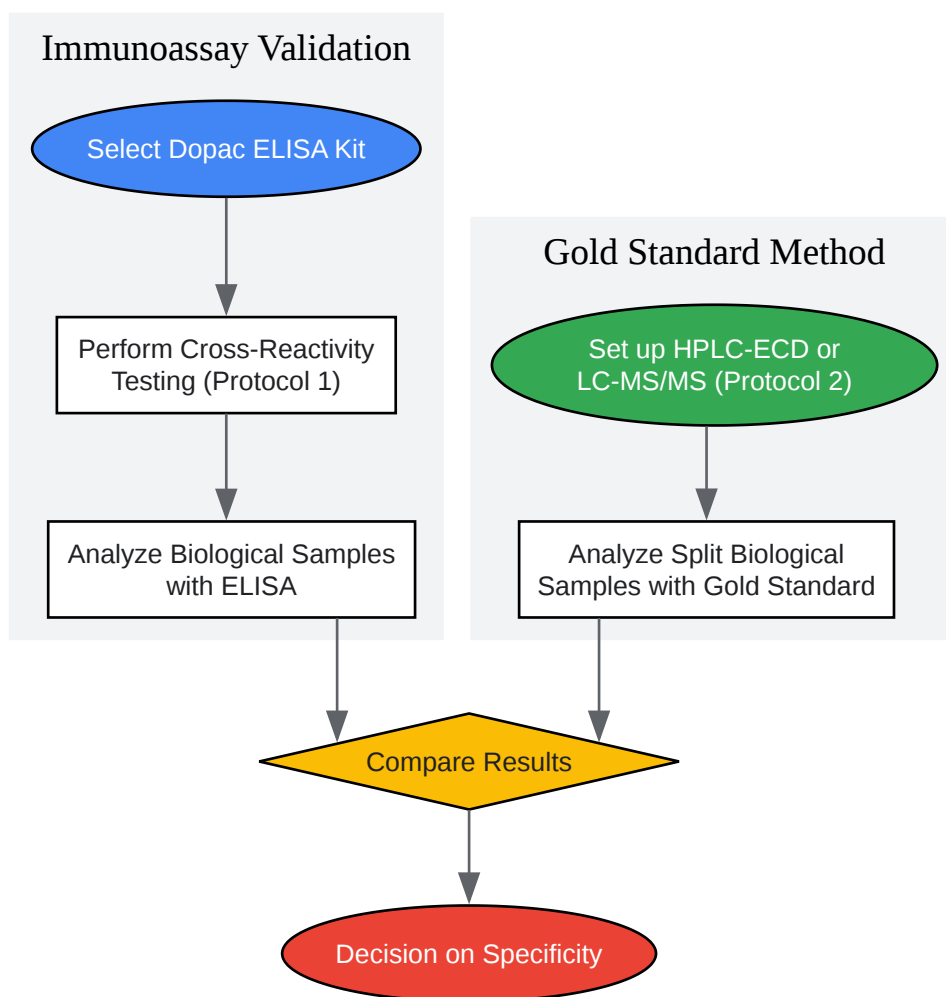 Immunoassay Validation
Select Dopac ELISA Kit
Perform Cross-Reactivity
Testing (Protocol 1)
Analyze Biological Samples
with ELISA
Gold Standard Method
Set up HPLC-ECD or
LC-MS/MS (Protocol 2)
Analyze Split Biological
Samples with Gold Standard
Compare Results
Decision on Specificity